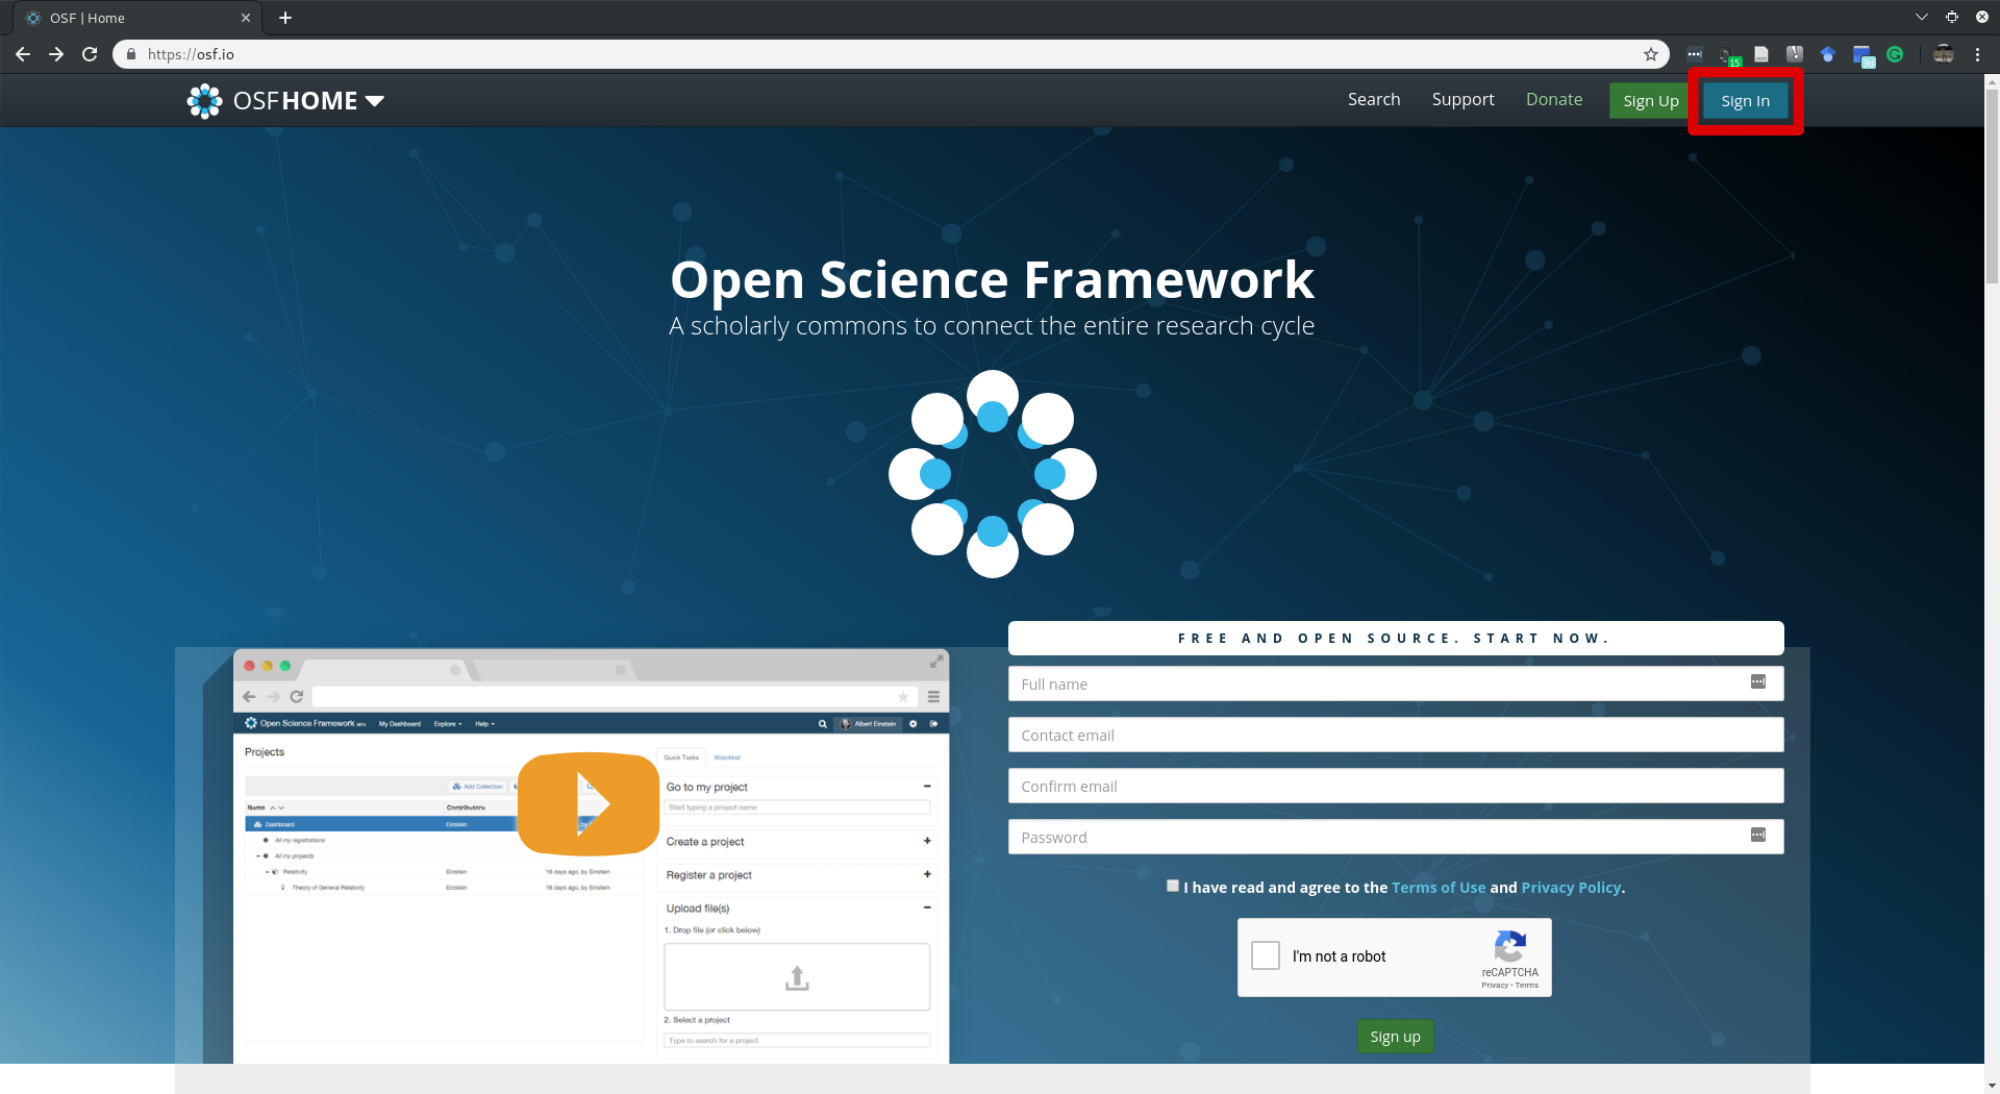 OSF | Home
https://osf.io
15
OSFHOME
Search
Support
Donate
Sign Up
Sign In
Open Science Framework
A scholarly commons to connect the entire research cycle
FREE AND OPEN SOURCE. START NOW.
Full name
Contact email
Confirm email
Password
I have read and agree to the Terms of Use and Privacy Policy.
I'm not a robot
reCAPTCHA
Privacy - Terms
Sign up
Open Science Framework BETA
My Dashboard
Explore
Help
Albert Einstein
Projects
Add Collection
Name
Contributors
Dashboard
Einstein
by Ei
All my registrations
All my projects
Relativity
Einstein
16 days ago, by Einstein
Theory of General Relativity
Einstein
16 days ago, by Einstein
Quick Tasks
Watchlist
Go to my project
Start typing a project name
Create a project
Register a project
Upload file(s)
1. Drop file (or click below)
2. Select a project
Type to search for a project